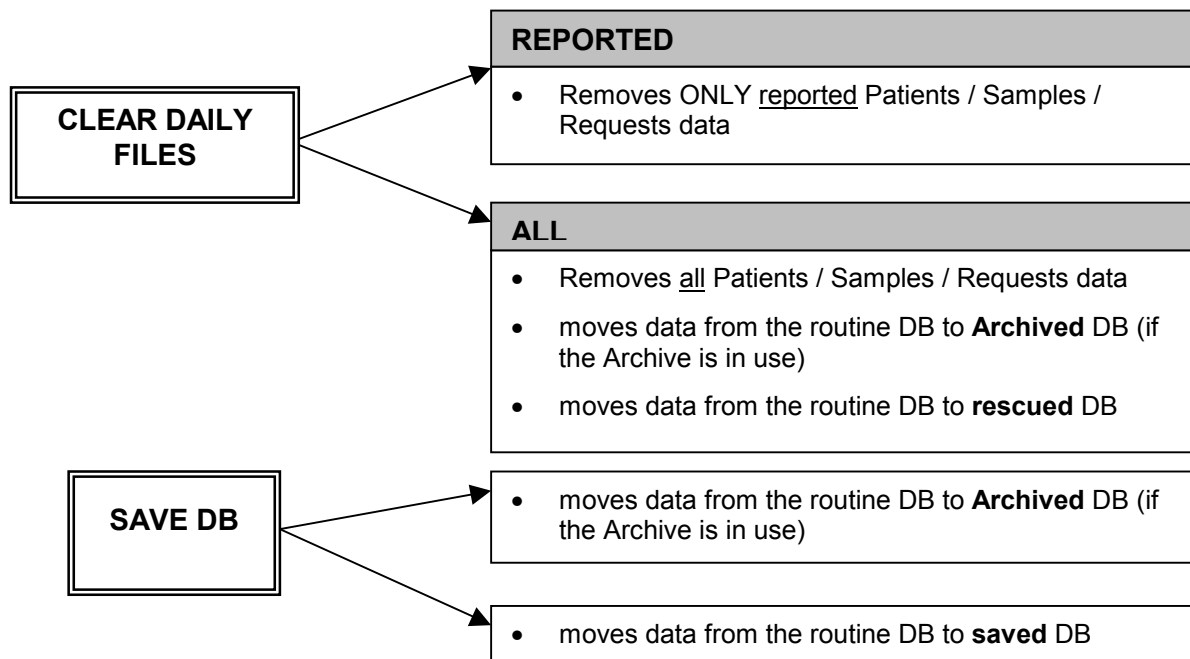 REPORTED
CLEAR DAILY
FILES
• Removes ONLY reported Patients / Samples /
Requests data
ALL
• Removes all Patients / Samples / Requests data
• moves data from the routine DB to Archived DB (if
the Archive is in use)
• moves data from the routine DB to rescued DB
SAVE DB
• moves data from the routine DB to Archived DB (if
the Archive is in use)
• moves data from the routine DB to saved DB